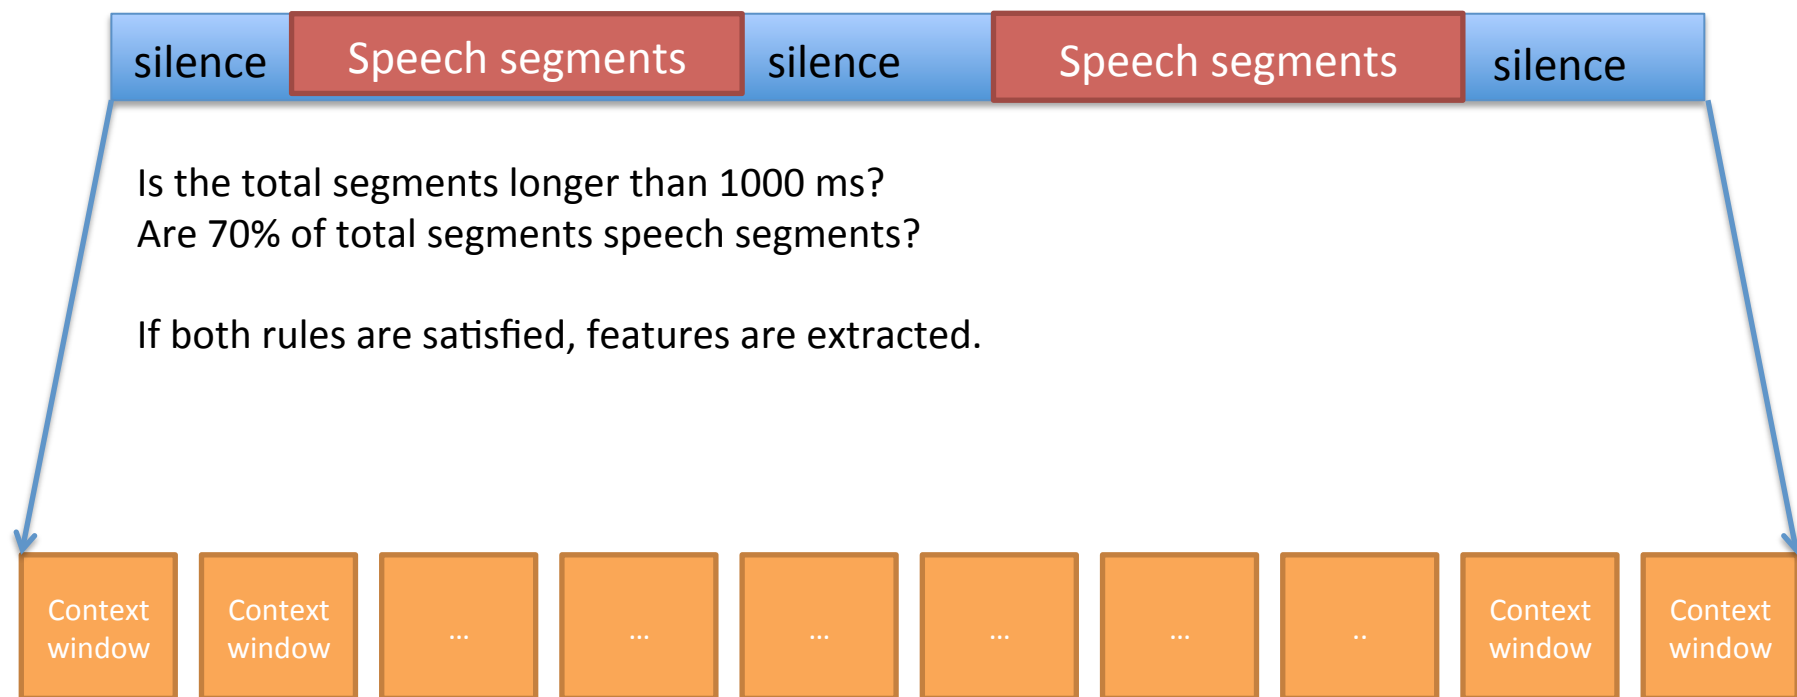 silence Speech segments silence Speech segments silence
Is the total segments longer than 1000 ms?
Are 70% of total segments speech segments?
If both rules are satisfied, features are extracted.
Context Context Context Context
window window ... ... ... ... ... .. window window